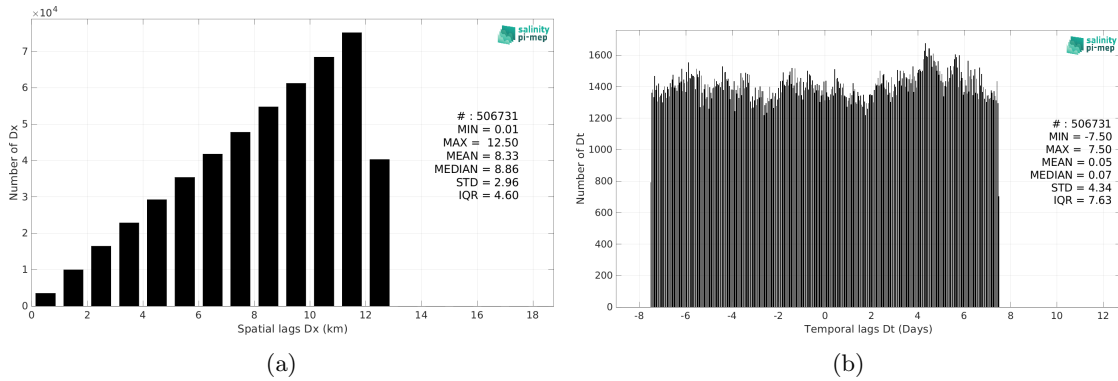 ×10⁴
7
6
5
4
3
2
1
0
Number of Dx
0 2 4 6 8 10 12 14 16 18
Spatial lags Dx (km)
salinity
pi-mep
# : 506731
MIN = 0.01
MAX = 12.50
MEAN = 8.33
MEDIAN = 8.86
STD = 2.96
IQR = 4.60
(a)
1600
1400
1200
1000
800
600
400
200
0
Number of Dt
-8 -6 -4 -2 0 2 4 6 8 10 12
Temporal lags Dt (Days)
salinity
pi-mep
# : 506731
MIN = -7.50
MAX = 7.50
MEAN = 0.05
MEDIAN = 0.07
STD = 4.34
IQR = 7.63
(b)